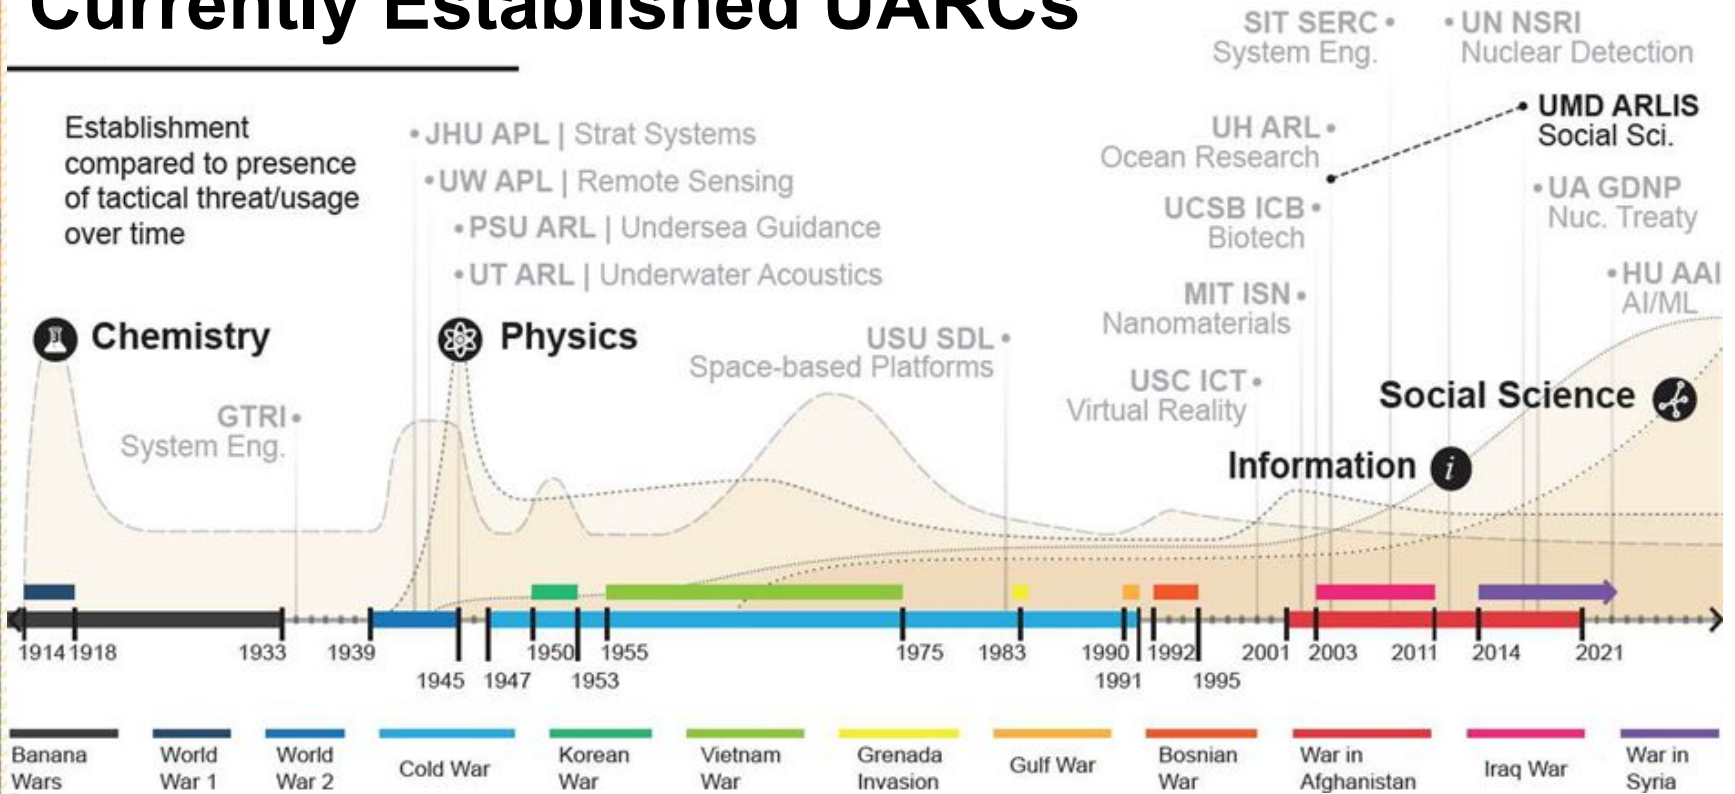 Currently Established UARCs
Establishment
compared to presence
of tactical threat/usage
over time
• JHU APL | Strat Systems
• UW APL | Remote Sensing
• PSU ARL | Undersea Guidance
• UT ARL | Underwater Acoustics
SIT SERC •
System Eng.
• UN NSRI
Nuclear Detection
UH ARL •
Ocean Research
• UMD ARLIS
Social Sci.
UCSB ICB •
Biotech
• UA GDNP
Nuc. Treaty
MIT ISN •
Nanomaterials
• HU AAI
AI/ML
Chemistry
Physics
USU SDL •
Space-based Platforms
USC ICT •
Virtual Reality
GTRI •
System Eng.
Social Science
Information i
1914 1918 1933 1939 1950 1955 1975 1983 1990 1992 2001 2003 2011 2014 2021
1945 1947 1953 1991 1995
Banana
Wars
World
War 1
World
War 2
Cold War
Korean
War
Vietnam
War
Grenada
Invasion
Gulf War
Bosnian
War
War in
Afghanistan
Iraq War
War in
Syria